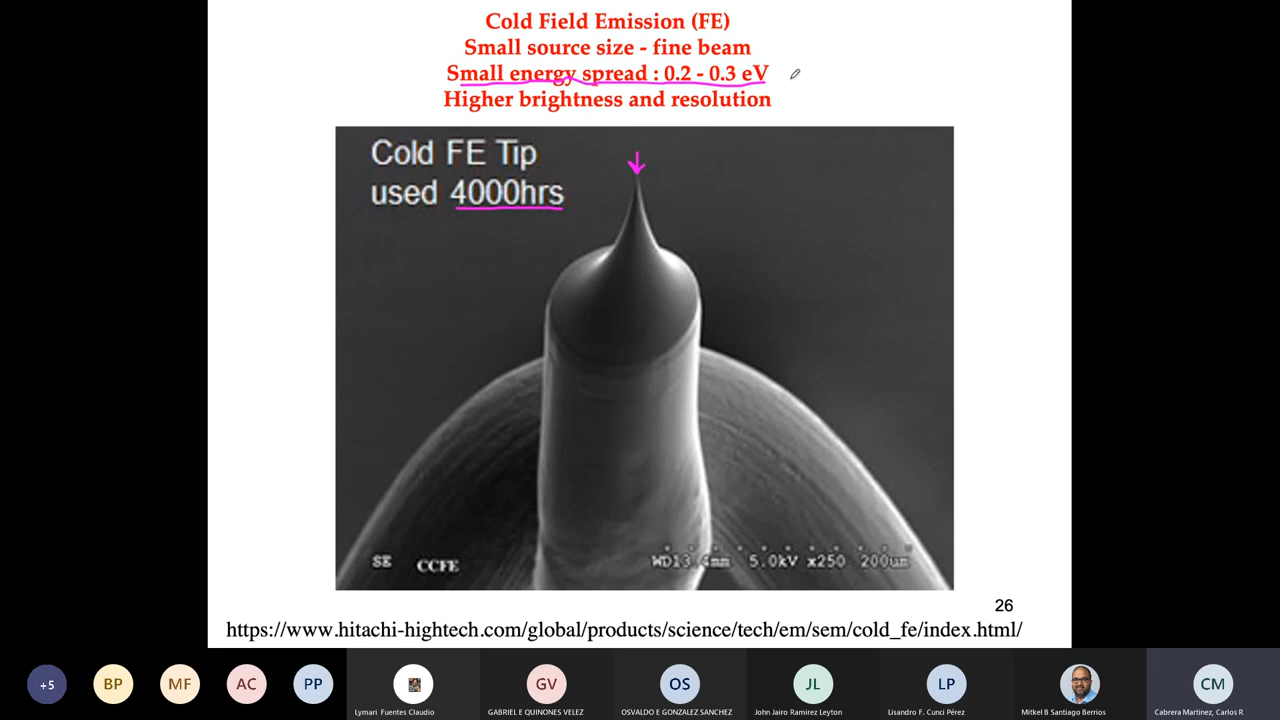 Cold Field Emission (FE)
Small source size - fine beam
Small energy spread : 0.2 - 0.3 eV
Higher brightness and resolution
Cold FE Tip
used 4000hrs
SE CCFE WD13.4mm 5.0kV x250 200um
26
https://www.hitachi-hightech.com/global/products/science/tech/em/sem/cold_fe/index.html/
+5 BP MF AC PP GV OS JL LP CM
Lymari Fuentes Claudio GABRIEL E QUINONES VELEZ OSVALDO E GONZALEZ SANCHEZ John Jairo Ramirez Leyton Lisandro F. Cunci Pérez Mitkel B Santiago Berrios Cabrera Martinez, Carlos R